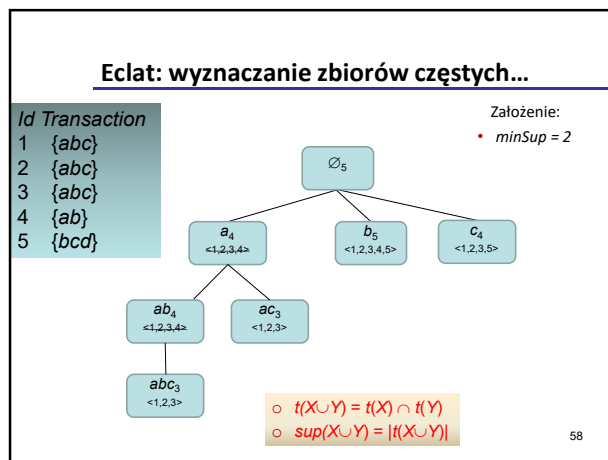 Eclat: wyznaczanie zbiorów częstych…
Id Transaction
1 {abc}
2 {abc}
3 {abc}
4 {ab}
5 {bcd}
Założenie:
• minSup = 2
∅5
a4
<1,2,3,4>
b5
<1,2,3,4,5>
c4
<1,2,3,5>
ab4
<1,2,3,4>
ac3
<1,2,3>
abc3
<1,2,3>
o t(X∪Y) = t(X) ∩ t(Y)
o sup(X∪Y) = |t(X∪Y)|
58